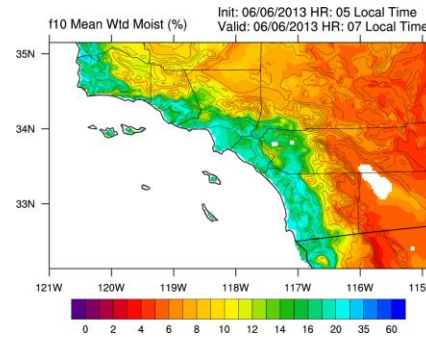 f10 Mean Wtd Moist (%)
Init: 06/06/2013 HR: 05 Local Time
Valid: 06/06/2013 HR: 07 Local Time
35N
34N
33N
121W 120W 119W 118W 117W 116W 115
0 2 4 6 8 10 12 14 16 20 35 60